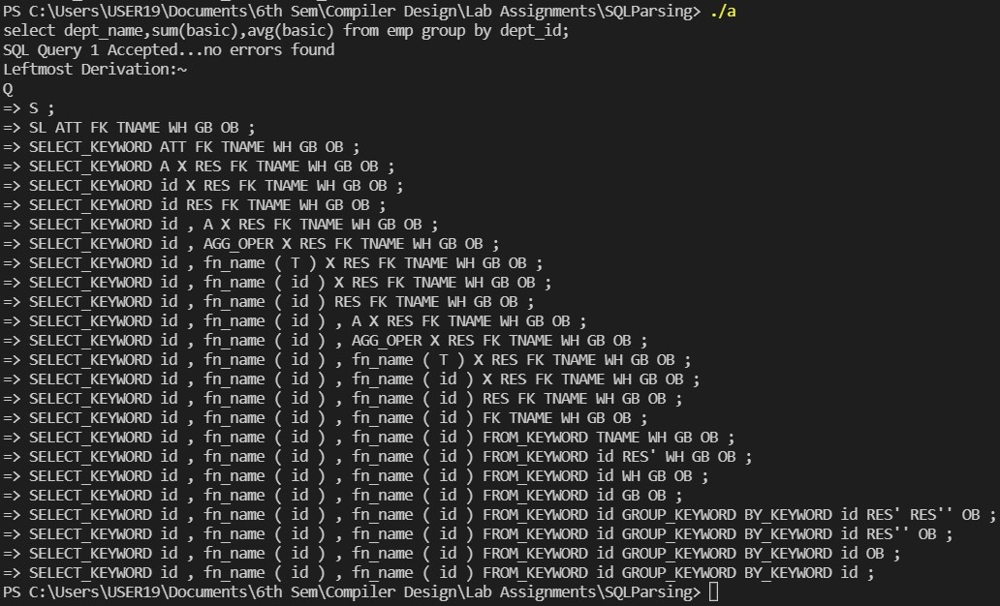 PS C:\Users\USER19\Documents\6th Sem\Compiler Design\Lab Assignments\SQLParsing> ./a
select dept_name,sum(basic),avg(basic) from emp group by dept_id;
SQL Query 1 Accepted...no errors found
Leftmost Derivation:~
Q
=> S ;
=> SL ATT FK TNAME WH GB OB ;
=> SELECT_KEYWORD ATT FK TNAME WH GB OB ;
=> SELECT_KEYWORD A X RES FK TNAME WH GB OB ;
=> SELECT_KEYWORD id X RES FK TNAME WH GB OB ;
=> SELECT_KEYWORD id RES FK TNAME WH GB OB ;
=> SELECT_KEYWORD id , A X RES FK TNAME WH GB OB ;
=> SELECT_KEYWORD id , AGG_OPER X RES FK TNAME WH GB OB ;
=> SELECT_KEYWORD id , fn_name ( T ) X RES FK TNAME WH GB OB ;
=> SELECT_KEYWORD id , fn_name ( id ) X RES FK TNAME WH GB OB ;
=> SELECT_KEYWORD id , fn_name ( id ) RES FK TNAME WH GB OB ;
=> SELECT_KEYWORD id , fn_name ( id ) , A X RES FK TNAME WH GB OB ;
=> SELECT_KEYWORD id , fn_name ( id ) , AGG_OPER X RES FK TNAME WH GB OB ;
=> SELECT_KEYWORD id , fn_name ( id ) , fn_name ( T ) X RES FK TNAME WH GB OB ;
=> SELECT_KEYWORD id , fn_name ( id ) , fn_name ( id ) X RES FK TNAME WH GB OB ;
=> SELECT_KEYWORD id , fn_name ( id ) , fn_name ( id ) RES FK TNAME WH GB OB ;
=> SELECT_KEYWORD id , fn_name ( id ) , fn_name ( id ) FK TNAME WH GB OB ;
=> SELECT_KEYWORD id , fn_name ( id ) , fn_name ( id ) FROM_KEYWORD TNAME WH GB OB ;
=> SELECT_KEYWORD id , fn_name ( id ) , fn_name ( id ) FROM_KEYWORD id RES' WH GB OB ;
=> SELECT_KEYWORD id , fn_name ( id ) , fn_name ( id ) FROM_KEYWORD id WH GB OB ;
=> SELECT_KEYWORD id , fn_name ( id ) , fn_name ( id ) FROM_KEYWORD id GB OB ;
=> SELECT_KEYWORD id , fn_name ( id ) , fn_name ( id ) FROM_KEYWORD id GROUP_KEYWORD BY_KEYWORD id RES' RES'' OB ;
=> SELECT_KEYWORD id , fn_name ( id ) , fn_name ( id ) FROM_KEYWORD id GROUP_KEYWORD BY_KEYWORD id RES'' OB ;
=> SELECT_KEYWORD id , fn_name ( id ) , fn_name ( id ) FROM_KEYWORD id GROUP_KEYWORD BY_KEYWORD id OB ;
=> SELECT_KEYWORD id , fn_name ( id ) , fn_name ( id ) FROM_KEYWORD id GROUP_KEYWORD BY_KEYWORD id ;
PS C:\Users\USER19\Documents\6th Sem\Compiler Design\Lab Assignments\SQLParsing>